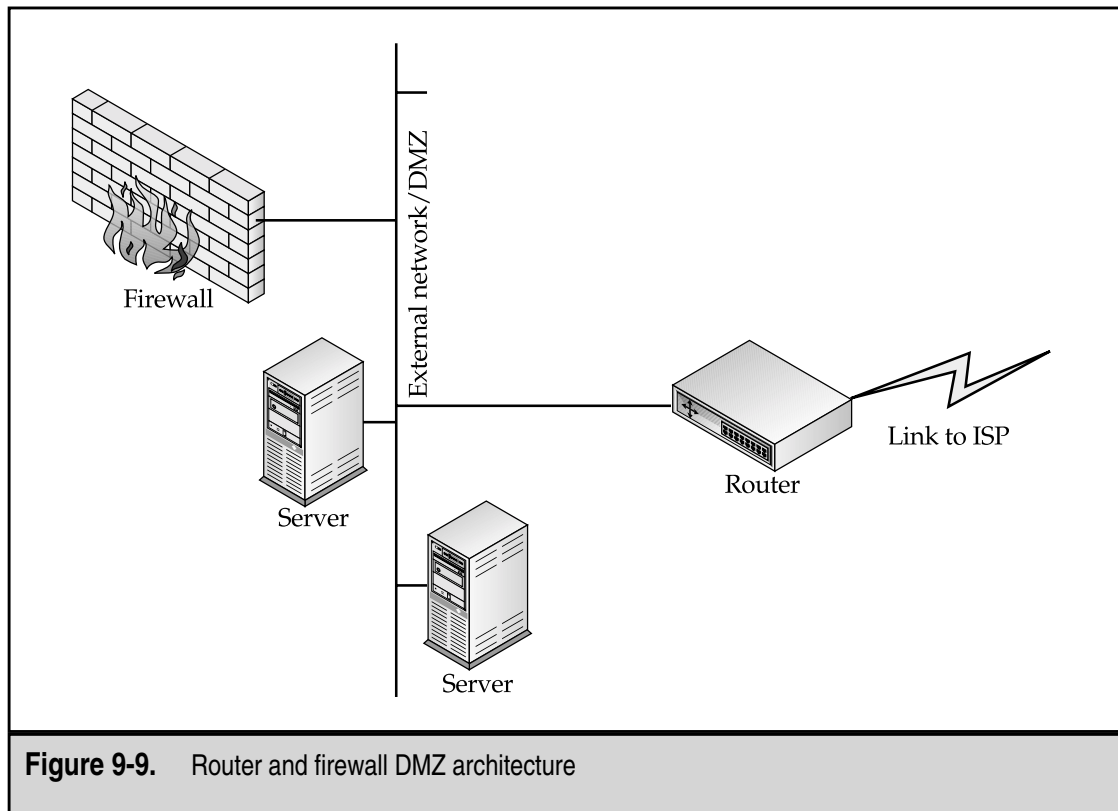 External network/DMZ
Firewall
Server
Link to ISP
Router
Server
Figure 9-9. Router and firewall DMZ architecture